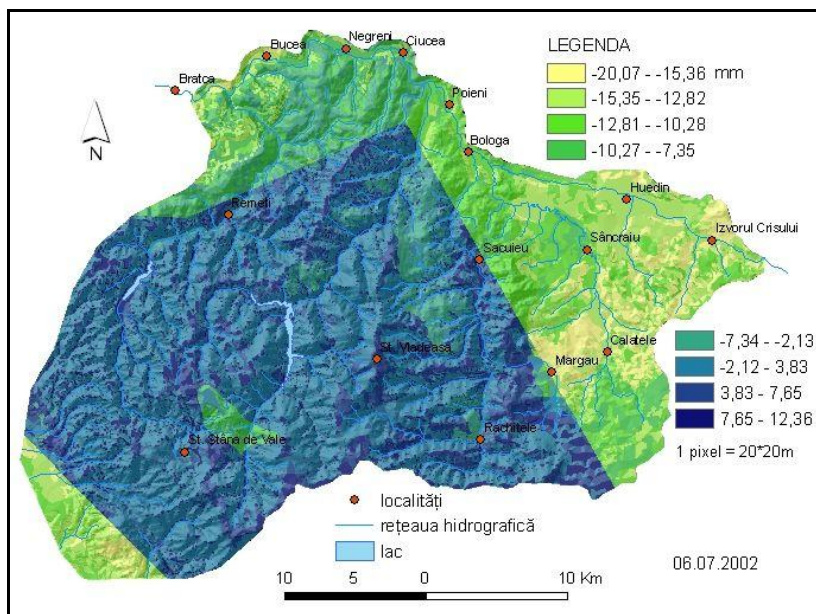 Bucea
Negreni
Ciucea
Bratca
Poieni
Bologa
N
Remeti
Huedin
Izvorul Crisului
Sâncraiu
Sacuieu
St. Vladeasă
Calatele
Margau
St. Stâna de Vale
Rachitele
LEGENDA
-20,07 - -15,36 mm
-15,35 - -12,82
-12,81 - -10,28
-10,27 - -7,35
-7,34 - -2,13
-2,12 - 3,83
3,83 - 7,65
7,65 - 12,36
1 pixel = 20*20m
localități
rețeaua hidrografică
lac
10 5 0 10 Km
06.07.2002